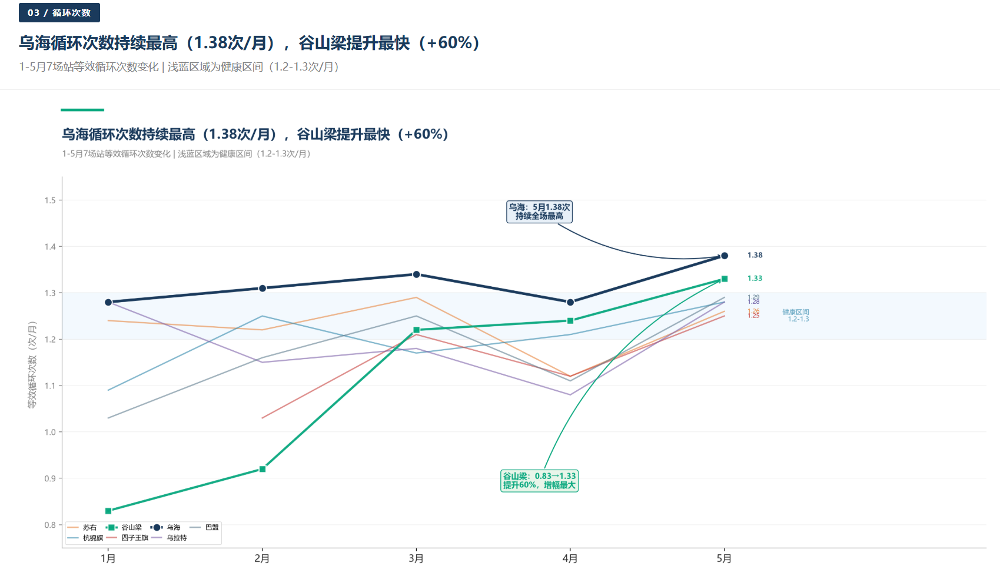 03 / 循环次数
乌海循环次数持续最高（1.38次/月），谷山梁提升最快（+60%）
1-5月7场站等效循环次数变化 | 浅蓝区域为健康区间（1.2-1.3次/月）
乌海循环次数持续最高（1.38次/月），谷山梁提升最快（+60%）
1-5月7场站等效循环次数变化 | 浅蓝区域为健康区间（1.2-1.3次/月）
等效循环次数（次/月）
1.5
1.4
1.3
1.2
1.1
1.0
0.9
0.8
乌海：5月1.38次
持续全场最高
1.38
1.33
1.29
1.28
1.26
1.25
健康区间
1.2-1.3
谷山梁：0.83→1.33
提升60%，增幅最大
苏右 谷山梁 乌海 巴盟
杭锦旗 四子王旗 乌拉特
1月 2月 3月 4月 5月